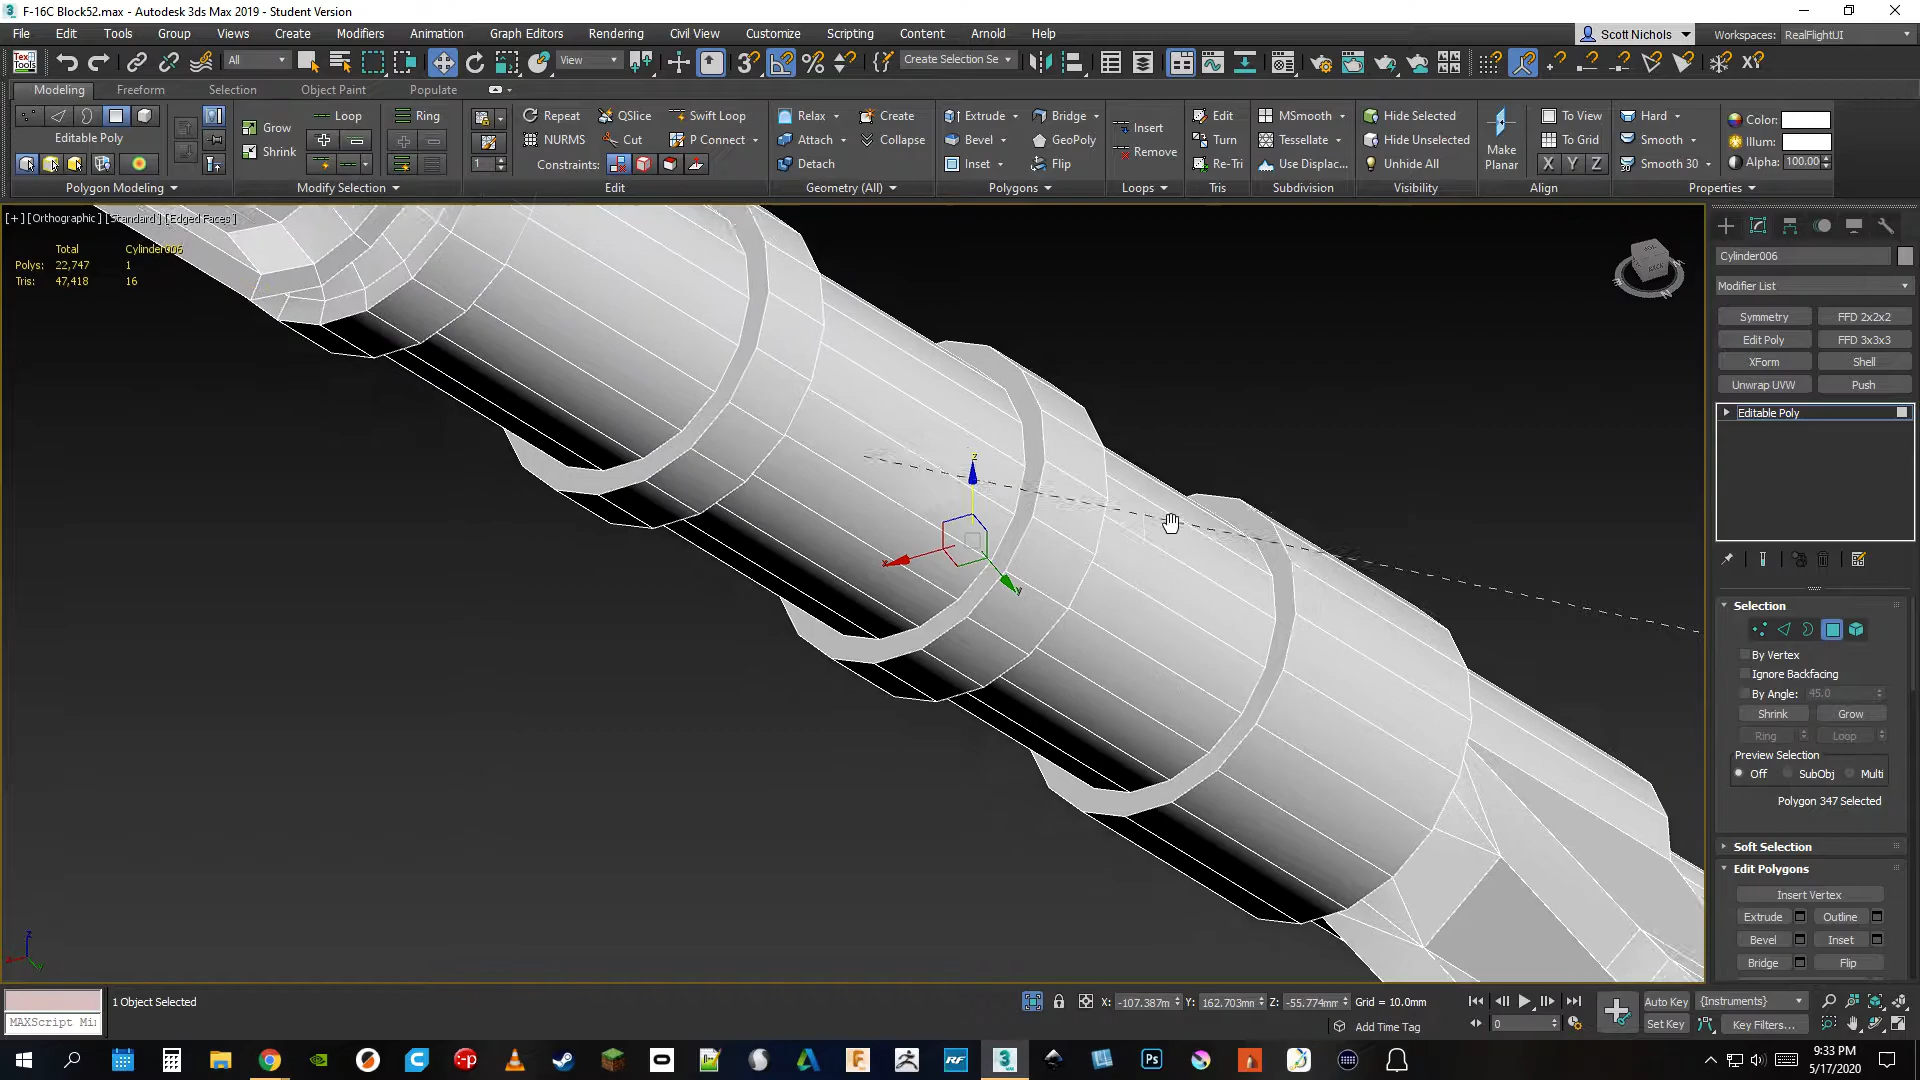 F-16C Block52.max - Autodesk 3ds Max 2019 - Student Version
File Edit Tools Group Views Create Modifiers Animation Graph Editors Rendering Civil View Customize Scripting Content Arnold Help Scott Nichols Workspaces: RealFlightUI
All View Create Selection Se
Modeling Freeform Selection Object Paint Populate
Editable Poly
Grow Shrink Loop Ring
Repeat QSlice Swift Loop
NURMS Cut P Connect
1 Constraints:
Relax Create
Attach Collapse
Detach
Extrude Bridge
Bevel GeoPoly
Inset Flip
Insert
Remove
Edit
Turn
Re-Tri
MSmooth
Tessellate
Use Displac...
Hide Selected
Hide Unselected
Unhide All
Make Planar
To View
To Grid
X Y Z
Hard
Smooth
Smooth 30
Color:
Illum:
Alpha: 100.00
Polygon Modeling Modify Selection Edit Geometry (All) Polygons Loops Tris Subdivision Visibility Align Properties
[+] [Orthographic] [Standard] [Edged Faces]
Total Cylinder006
Polys: 22,747 1
Tris: 47,418 16
z
x
y
Cylinder006
Modifier List
Symmetry FFD 2x2x2
Edit Poly FFD 3x3x3
XForm Shell
Unwrap UVW Push
Editable Poly
Selection
By Vertex
Ignore Backfacing
By Angle: 45.0
Shrink Grow
Ring Loop
Preview Selection
Off SubObj Multi
Polygon 347 Selected
Soft Selection
Edit Polygons
Insert Vertex
Extrude Outline
Bevel Inset
Bridge Flip
1 Object Selected
MAXScript Mi
X: -107.387m Y: 162.703mm Z: -55.774mm Grid = 10.0mm
Add Time Tag
0
Auto Key {Instruments}
Set Key Key Filters...
9:33 PM
5/17/2020